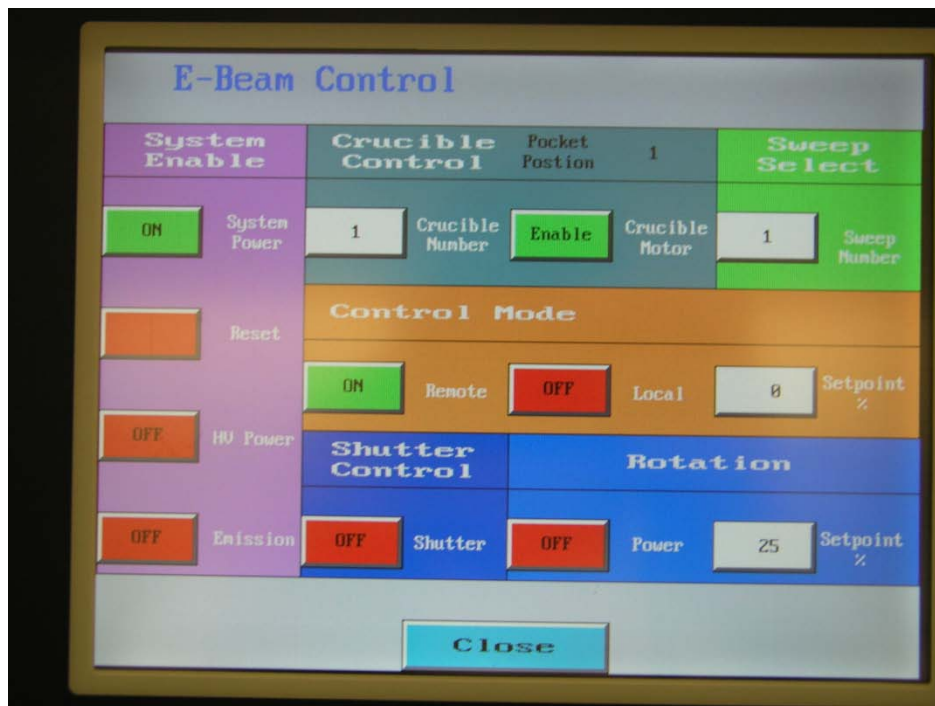 E-Beam Control
System
Enable
Crucible
Control
Pocket
Postion
1
Sweep
Select
ON
System
Power
1
Crucible
Number
Enable
Crucible
Motor
1
Sweep
Number
Reset
Control Mode
ON
Remote
OFF
Local
0
Setpoint
%
OFF
HV Power
Shutter
Control
Rotation
OFF
Emission
OFF
Shutter
OFF
Power
25
Setpoint
%
Close